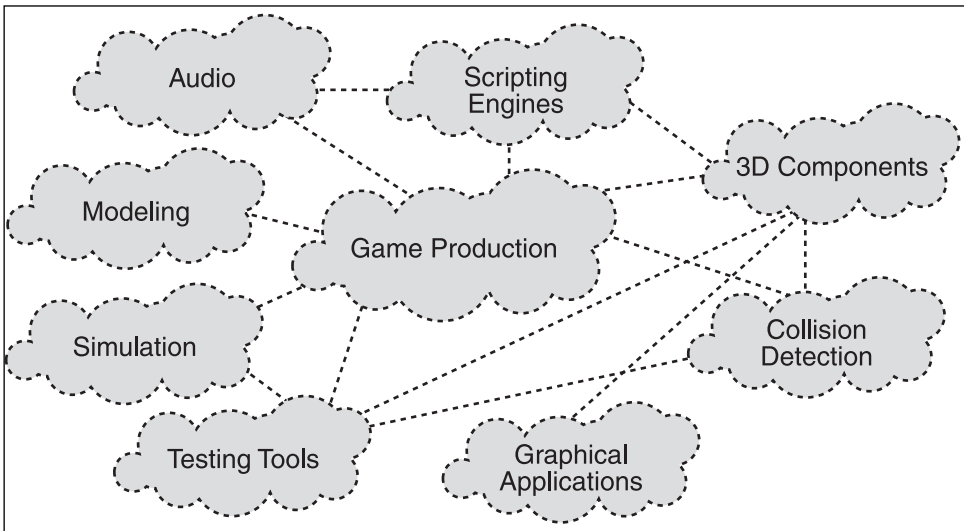 Audio
Scripting
Engines
3D Components
Modeling
Game Production
Simulation
Collision
Detection
Testing Tools
Graphical
Applications